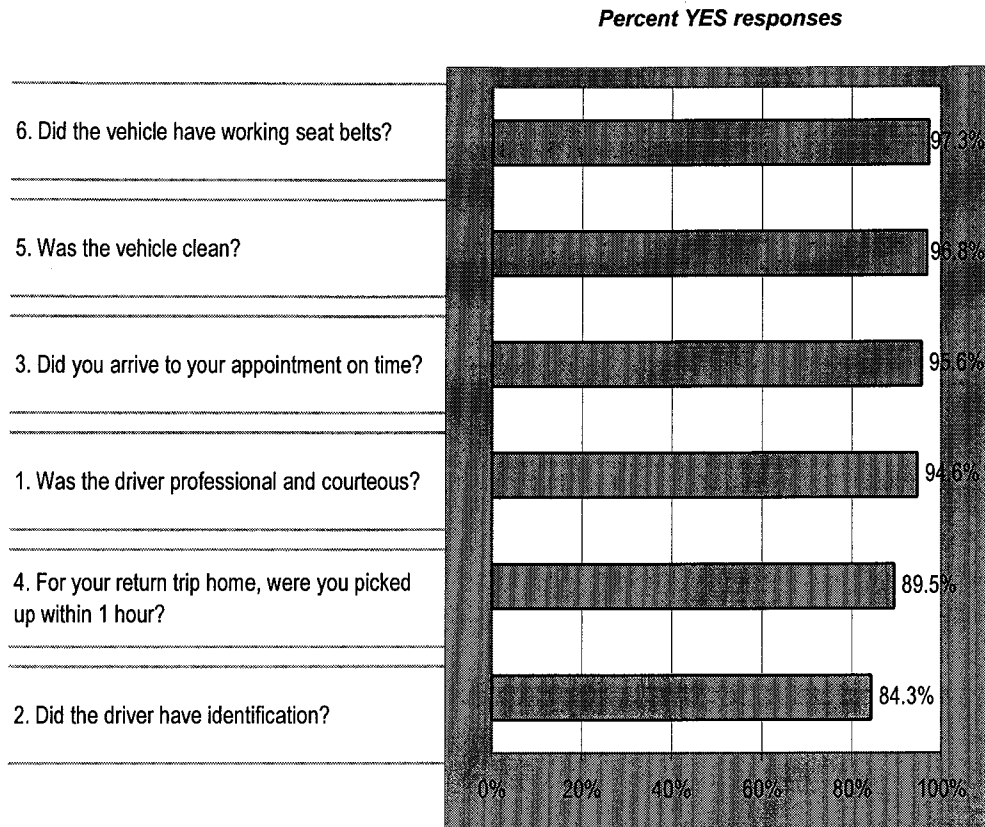 Percent YES responses
6. Did the vehicle have working seat belts?
97.3%
5. Was the vehicle clean?
96.8%
3. Did you arrive to your appointment on time?
95.6%
1. Was the driver professional and courteous?
94.6%
4. For your return trip home, were you picked
up within 1 hour?
89.5%
2. Did the driver have identification?
84.3%
0% 20% 40% 60% 80% 100%